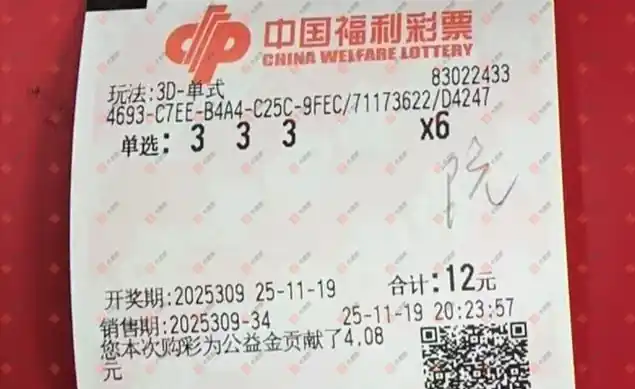 中国福利彩票
CHINA WELFARE LOTTERY
玩法:3D-单式 83022433
4693-C7EE-B4A4-C25C-9FEC/71173622/D4247
单选: 3 3 3 x6
开奖期:2025309 25-11-19 合计:12元
销售期:2025309-34 25-11-19 20:23:57
您本次购彩为公益金贡献了4.08
元